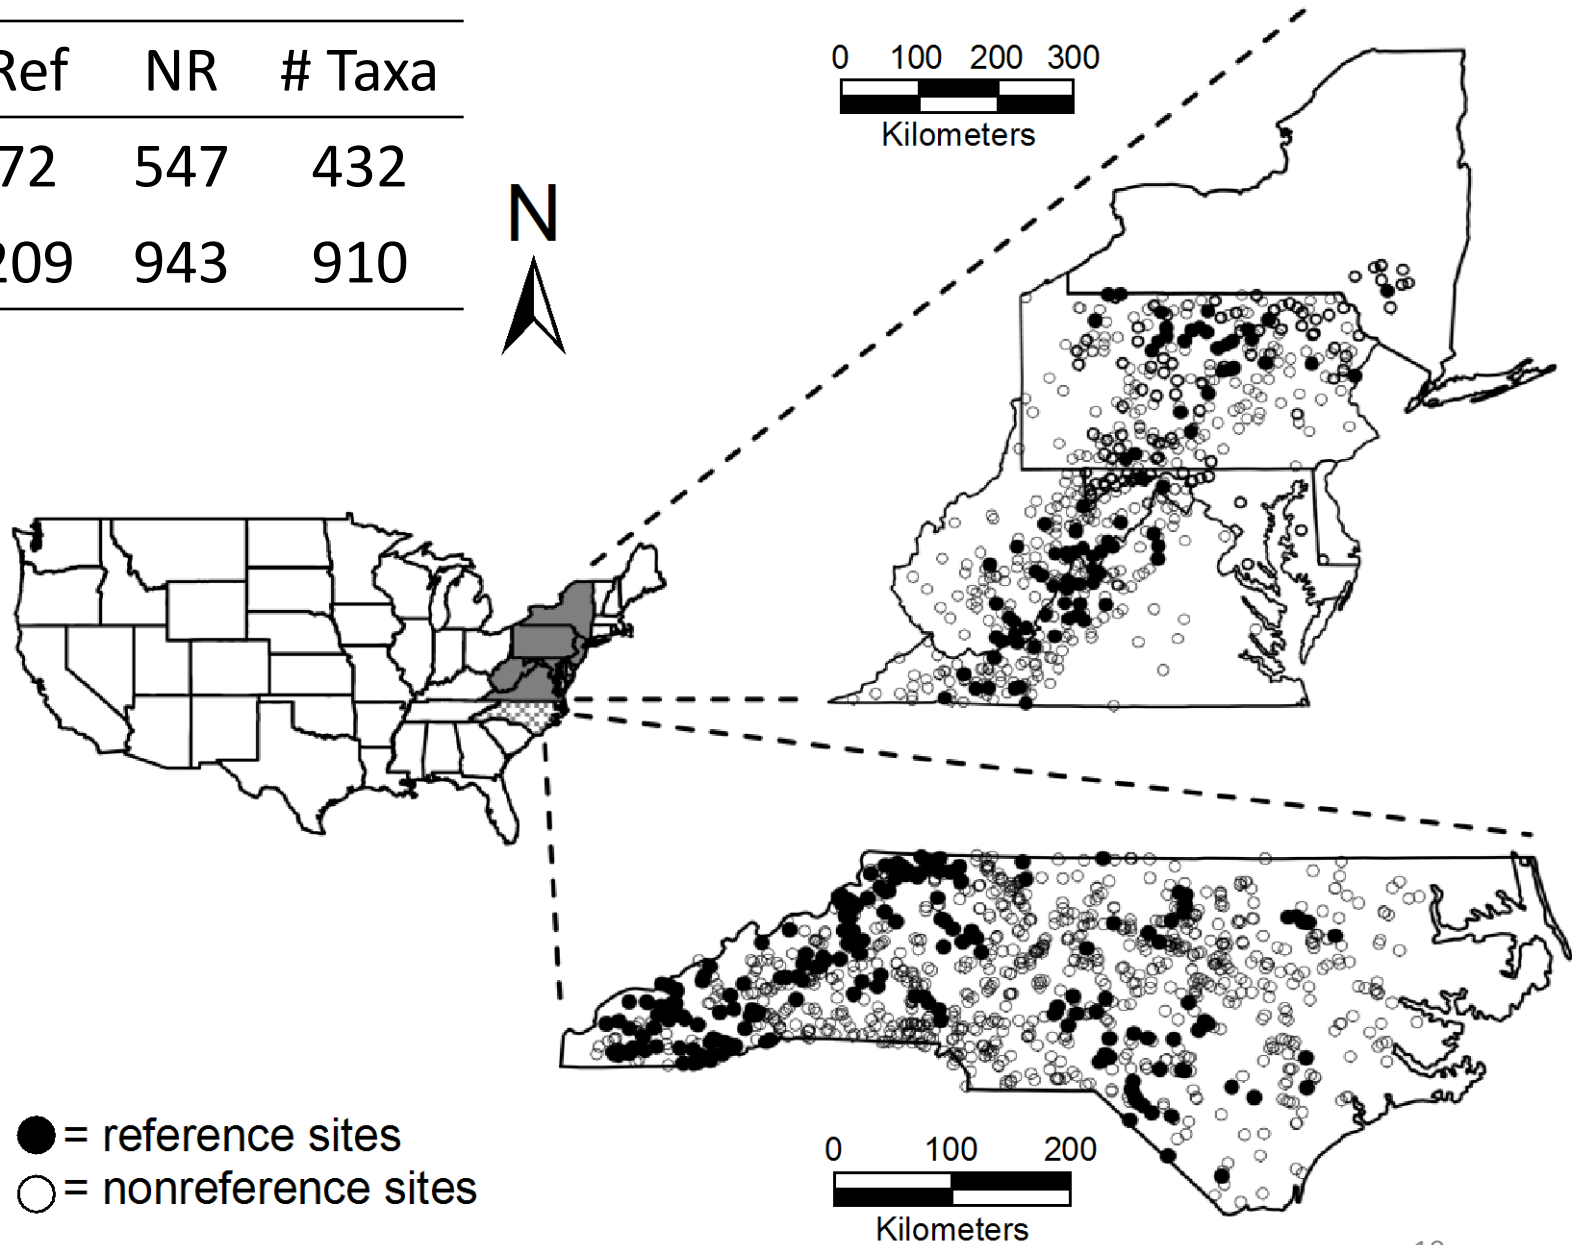 Ref NR # Taxa
72 547 432
209 943 910
N
0 100 200 300
Kilometers
= reference sites
= nonreference sites
0 100 200
Kilometers